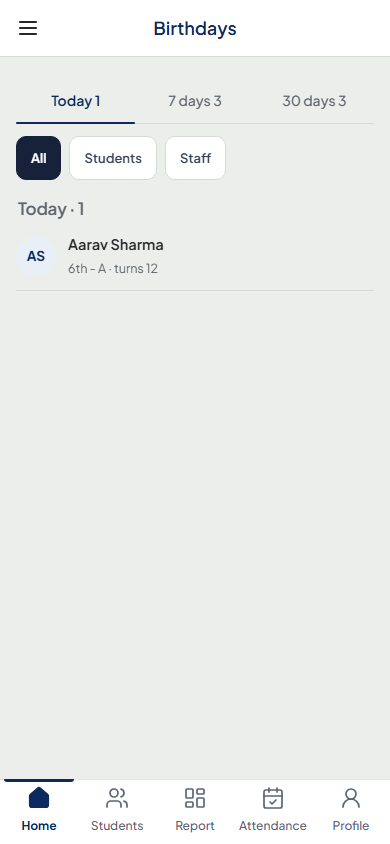 Birthdays
Today 1
7 days 3
30 days 3
All
Students
Staff
Today · 1
AS
Aarav Sharma
6th - A · turns 12
Home
Students
Report
Attendance
Profile